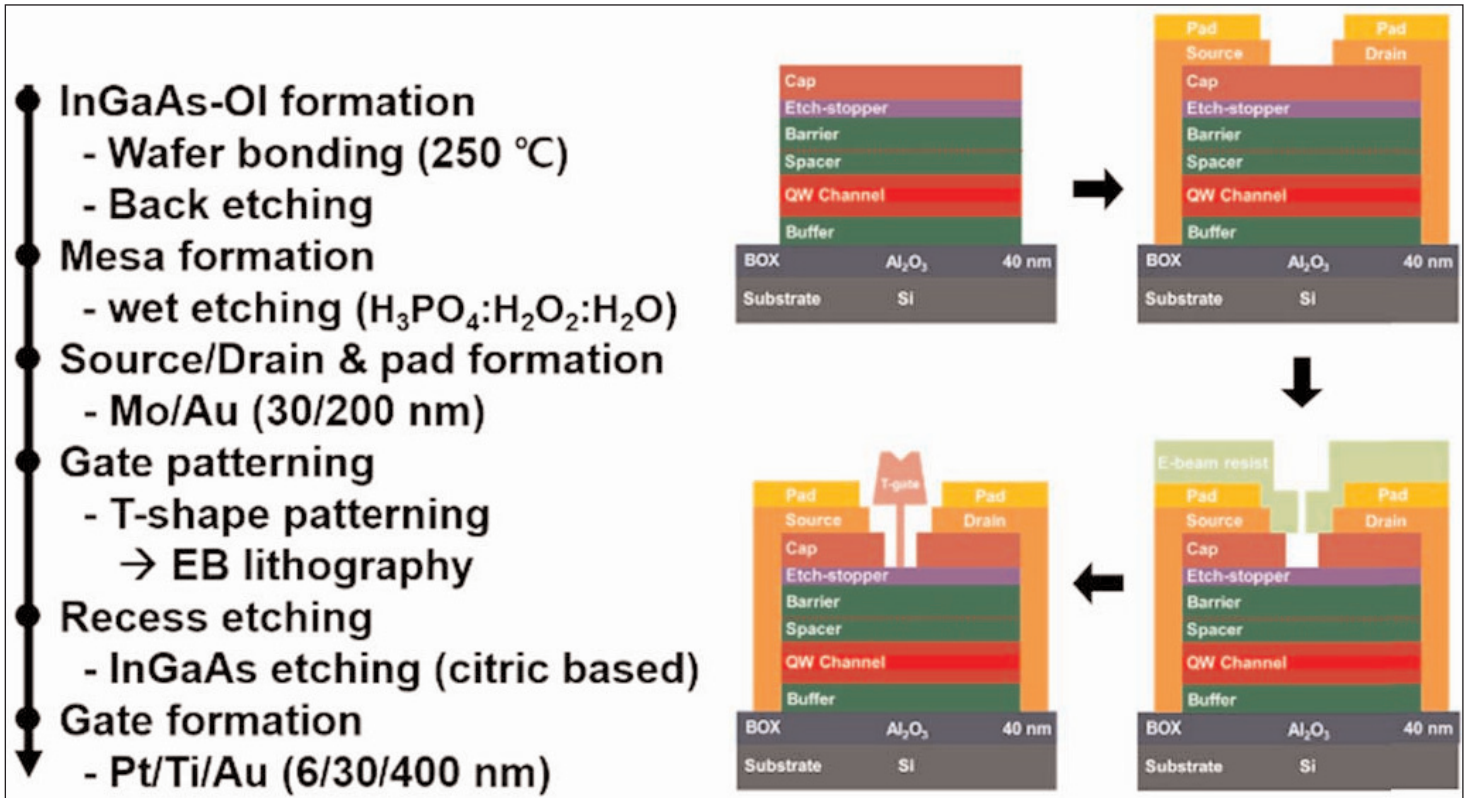 InGaAs-OI formation
- Wafer bonding (250 ℃)
- Back etching
Mesa formation
- wet etching (H₃PO₄:H₂O₂:H₂O)
Source/Drain & pad formation
- Mo/Au (30/200 nm)
Gate patterning
- T-shape patterning
→ EB lithography
Recess etching
- InGaAs etching (citric based)
Gate formation
- Pt/Ti/Au (6/30/400 nm)
Cap
Etch-stopper
Barrier
Spacer
QW Channel
Buffer
BOX Al₂O₃ 40 nm
Substrate Si
Pad Pad
Source Drain
Cap
Etch-stopper
Barrier
Spacer
QW Channel
Buffer
BOX Al₂O₃ 40 nm
Substrate Si
T-gate
Pad Pad
Source Drain
Cap
Etch-stopper
Barrier
Spacer
QW Channel
Buffer
BOX Al₂O₃ 40 nm
Substrate Si
E-beam resist
Pad Pad
Source Drain
Cap
Etch-stopper
Barrier
Spacer
QW Channel
Buffer
BOX Al₂O₃ 40 nm
Substrate Si